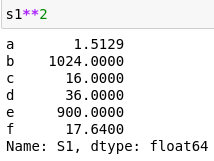 s1**2
a 1.5129
b 1024.0000
c 16.0000
d 36.0000
e 900.0000
f 17.6400
Name: S1, dtype: float64